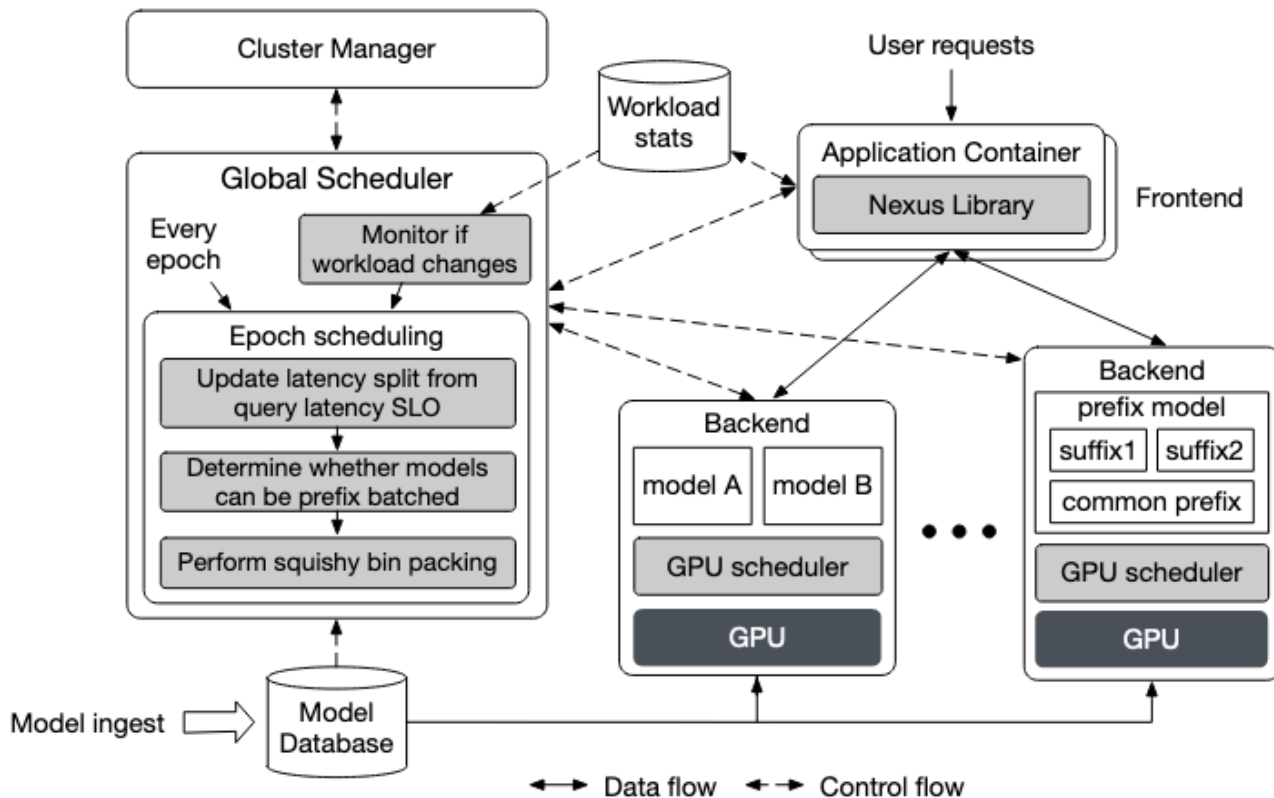 Cluster Manager
User requests
Workload
stats
Application Container
Nexus Library
Frontend
Global Scheduler
Every
epoch
Monitor if
workload changes
Epoch scheduling
Update latency split from
query latency SLO
Determine whether models
can be prefix batched
Perform squishy bin packing
Backend
model A
model B
GPU scheduler
GPU
Backend
prefix model
suffix1
suffix2
common prefix
GPU scheduler
GPU
Model ingest
Model
Database
Data flow
Control flow